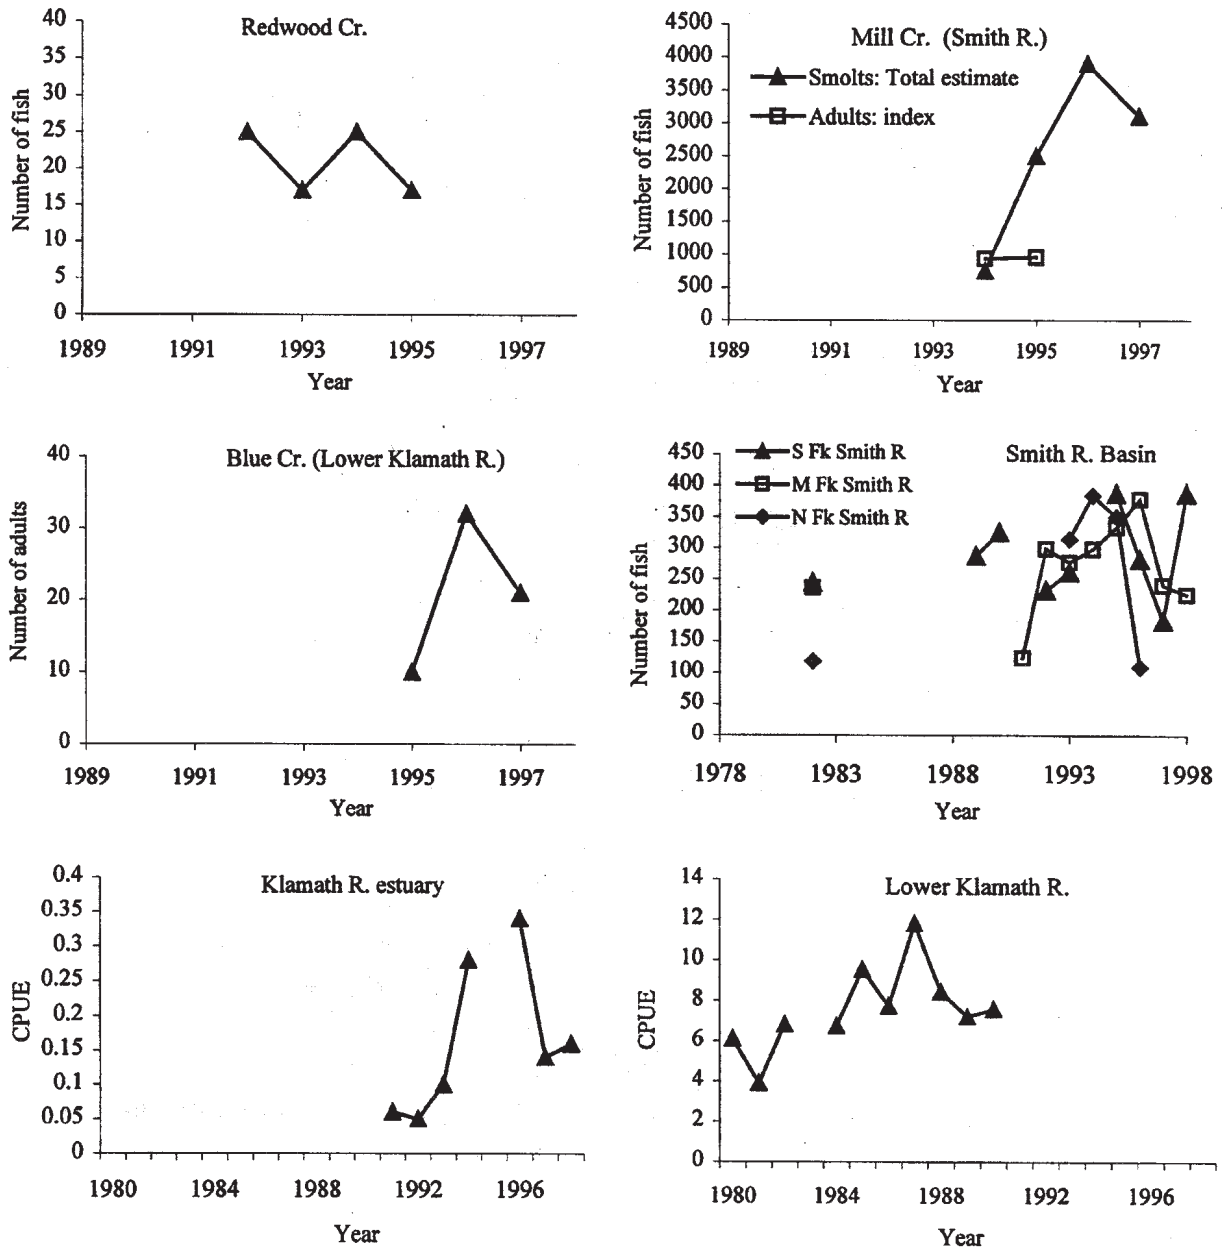 Redwood Cr.
Number of fish
40
35
30
25
20
15
10
5
0
1989 1991 1993 1995 1997
Year
Mill Cr. (Smith R.)
Smolts: Total estimate
Adults: index
Number of fish
4500
4000
3500
3000
2500
2000
1500
1000
500
0
1989 1991 1993 1995 1997
Year
Blue Cr. (Lower Klamath R.)
Number of adults
40
30
20
10
0
1989 1991 1993 1995 1997
Year
Smith R. Basin
S Fk Smith R
M Fk Smith R
N Fk Smith R
Number of fish
450
400
350
300
250
200
150
100
50
0
1978 1983 1988 1993 1998
Year
Klamath R. estuary
CPUE
0.4
0.35
0.3
0.25
0.2
0.15
0.1
0.05
0
1980 1984 1988 1992 1996
Year
Lower Klamath R.
CPUE
14
12
10
8
6
4
2
0
1980 1984 1988 1992 1996
Year